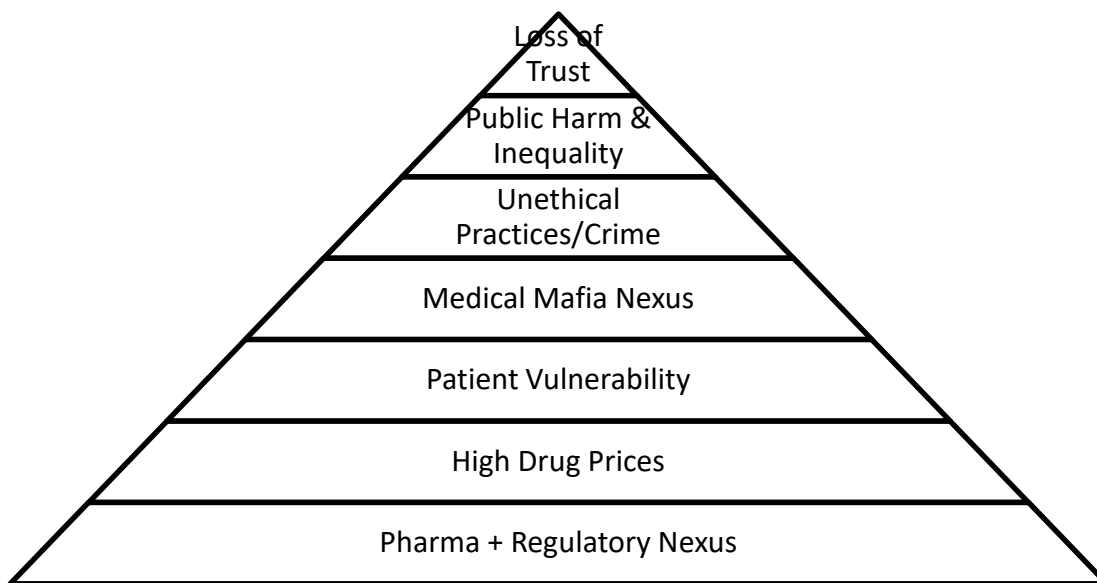 Loss of
Trust
Public Harm &
Inequality
Unethical
Practices/Crime
Medical Mafia Nexus
Patient Vulnerability
High Drug Prices
Pharma + Regulatory Nexus